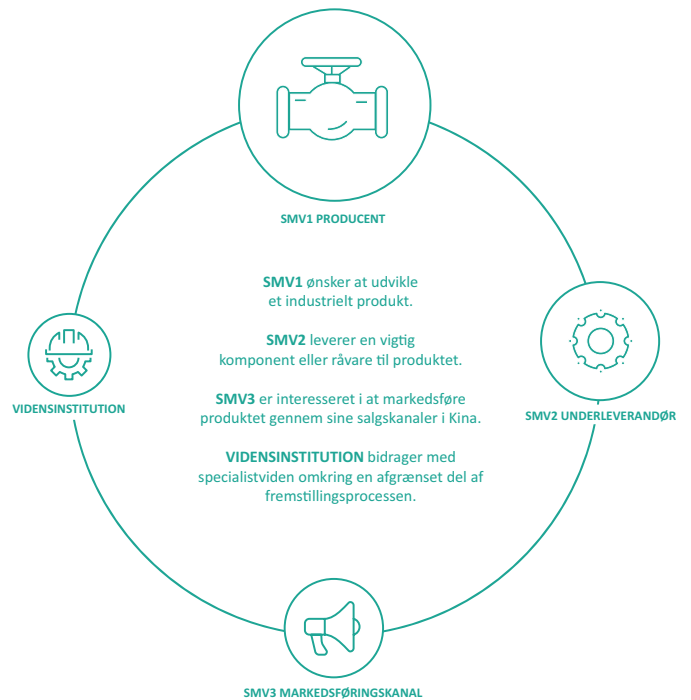 SMV1 PRODUCENT
SMV1 ønsker at udvikle
et industrielt produkt.
SMV2 leverer en vigtig
komponent eller råvare til produktet.
SMV3 er interesseret i at markedsføre
produktet gennem sine salgskanaler i Kina.
VIDENSINSTITUTION bidrager med
specialistviden omkring en afgrænset del af
fremstillingsprocessen.
VIDENSINSTITUTION
SMV2 UNDERLEVERANDØR
SMV3 MARKEDSFØRINGSKANAL